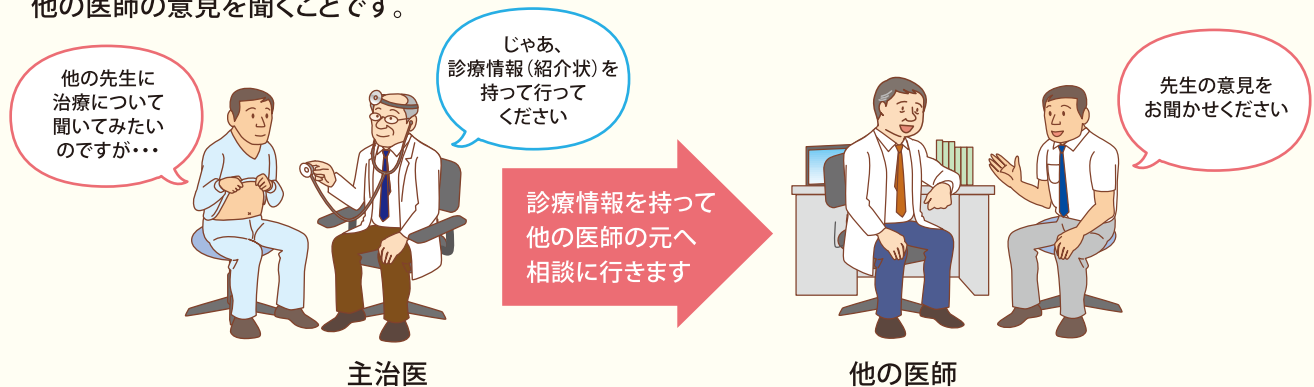 他の医師の意見を聞くことです。
他の先生に
治療について
聞いてみたい
のですが・・・
じゃあ、
診療情報（紹介状）を
持って行って
ください
診療情報を持って
他の医師の元へ
相談に行きます
先生の意見を
お聞かせください
主治医
他の医師